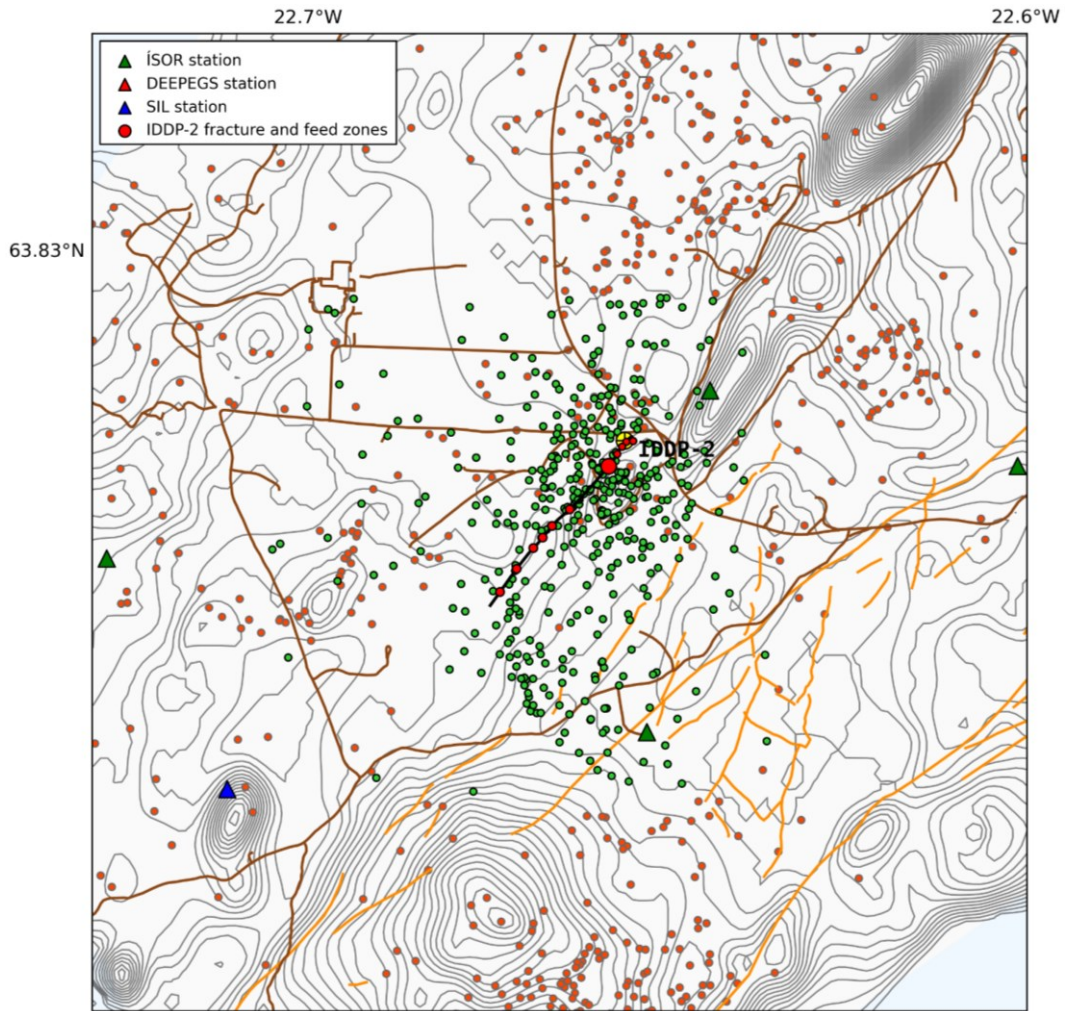 22.7°W 22.6°W
ÍSOR station
DEEPEGS station
SIL station
IDDP-2 fracture and feed zones
63.83°N
IDDP-2